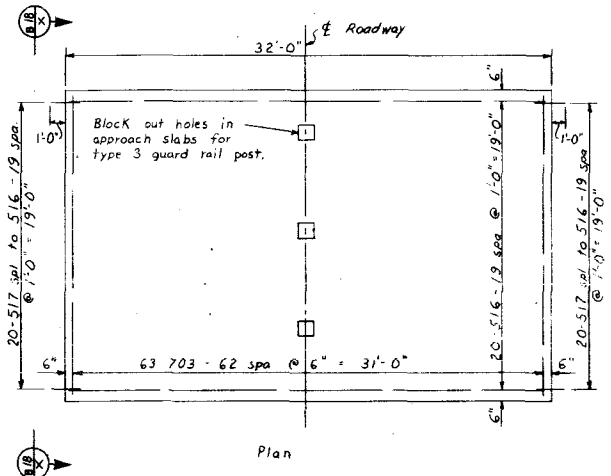 B 18
X
℄ Roadway
32'-0"
6"
1'-0"
Block out holes in
approach slabs for
type 3 guard rail post.
1'-0"
20-517 spl to 516-19 spa.
@ 1'-0" = 19'-0"
20-516-19 spa @ 1'-0"=19'-0"
20-517 spl to 516-19 spa
@ 1'-0" = 19'-0"
6"
63 703-62 spa @ 6" = 31'-0"
6"
6"
B 18
X
Plan